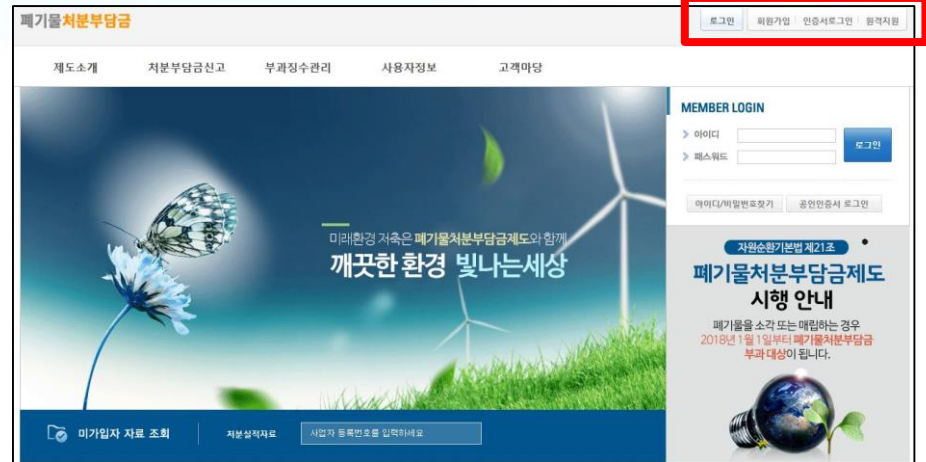 폐기물처분부담금
로그인 회원가입 인증서로그인 원격지원
제도소개 처분부담금신고 부과징수관리 사용자정보 고객마당
MEMBER LOGIN
아이디
패스워드
로그인
아이디/비밀번호찾기 공인인증서 로그인
미래환경 저축은 폐기물처분부담금제도와 함께
깨끗한 환경 빛나는세상
자원순환기본법 제21조
폐기물처분부담금제도
시행 안내
폐기물을 소각 또는 매립하는 경우
2018년 1월 1일부터 폐기물처분부담금
부과 대상이 됩니다.
미가입자 자료 조회 처분실적자료 사업자 등록번호를 입력하세요